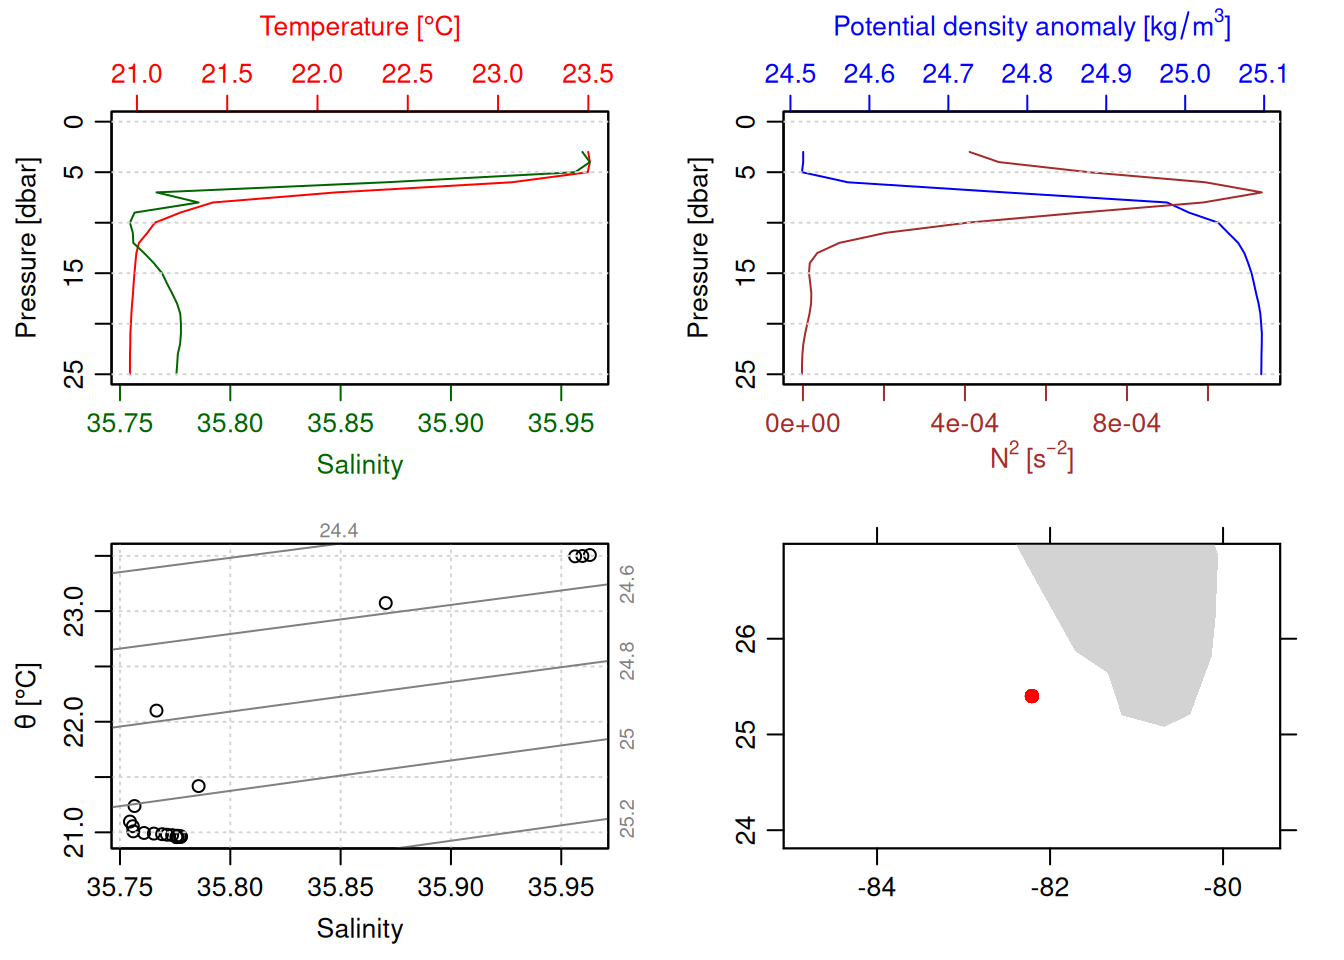 Temperature [°C]
21.0 21.5 22.0 22.5 23.0 23.5
Pressure [dbar]
0
5
15
25
35.75 35.80 35.85 35.90 35.95
Salinity
Potential density anomaly [kg/m³]
24.5 24.6 24.7 24.8 24.9 25.0 25.1
Pressure [dbar]
0
5
15
25
0e+00 4e-04 8e-04
N² [s⁻²]
24.4
24.6
24.8
25
25.2
θ [°C]
23.0
22.0
21.0
35.75 35.80 35.85 35.90 35.95
Salinity
26
25
24
-84 -82 -80